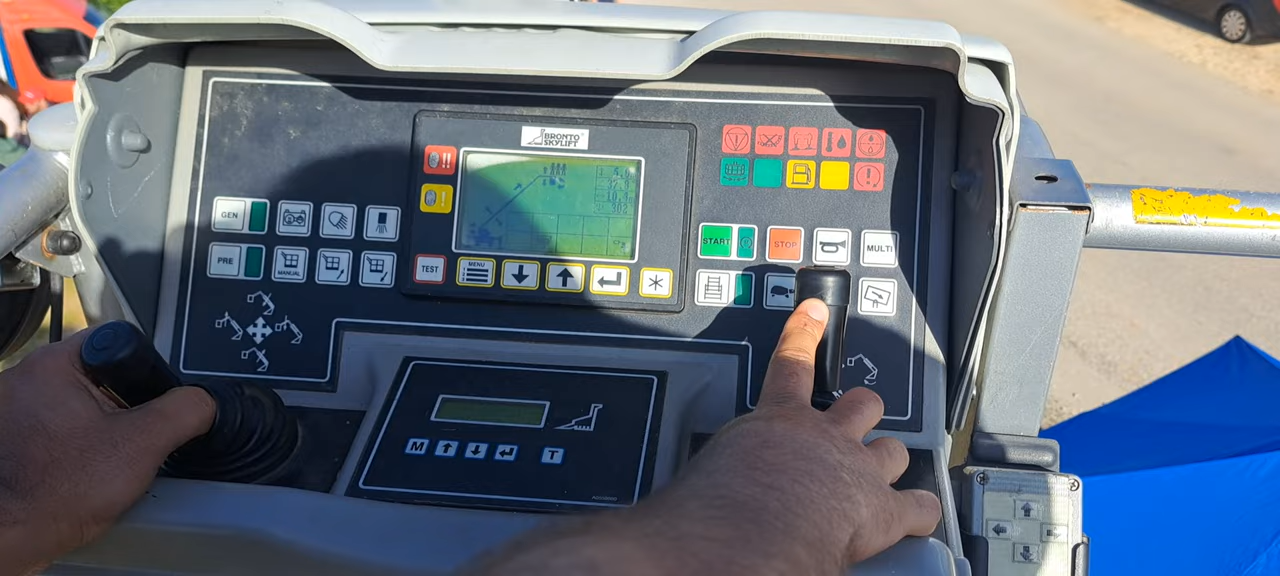 BRONTO
SKYLIFT
!!
!
GEN
PRE
MANUAL
TEST
MENU
START
STOP
MULTI
M
T